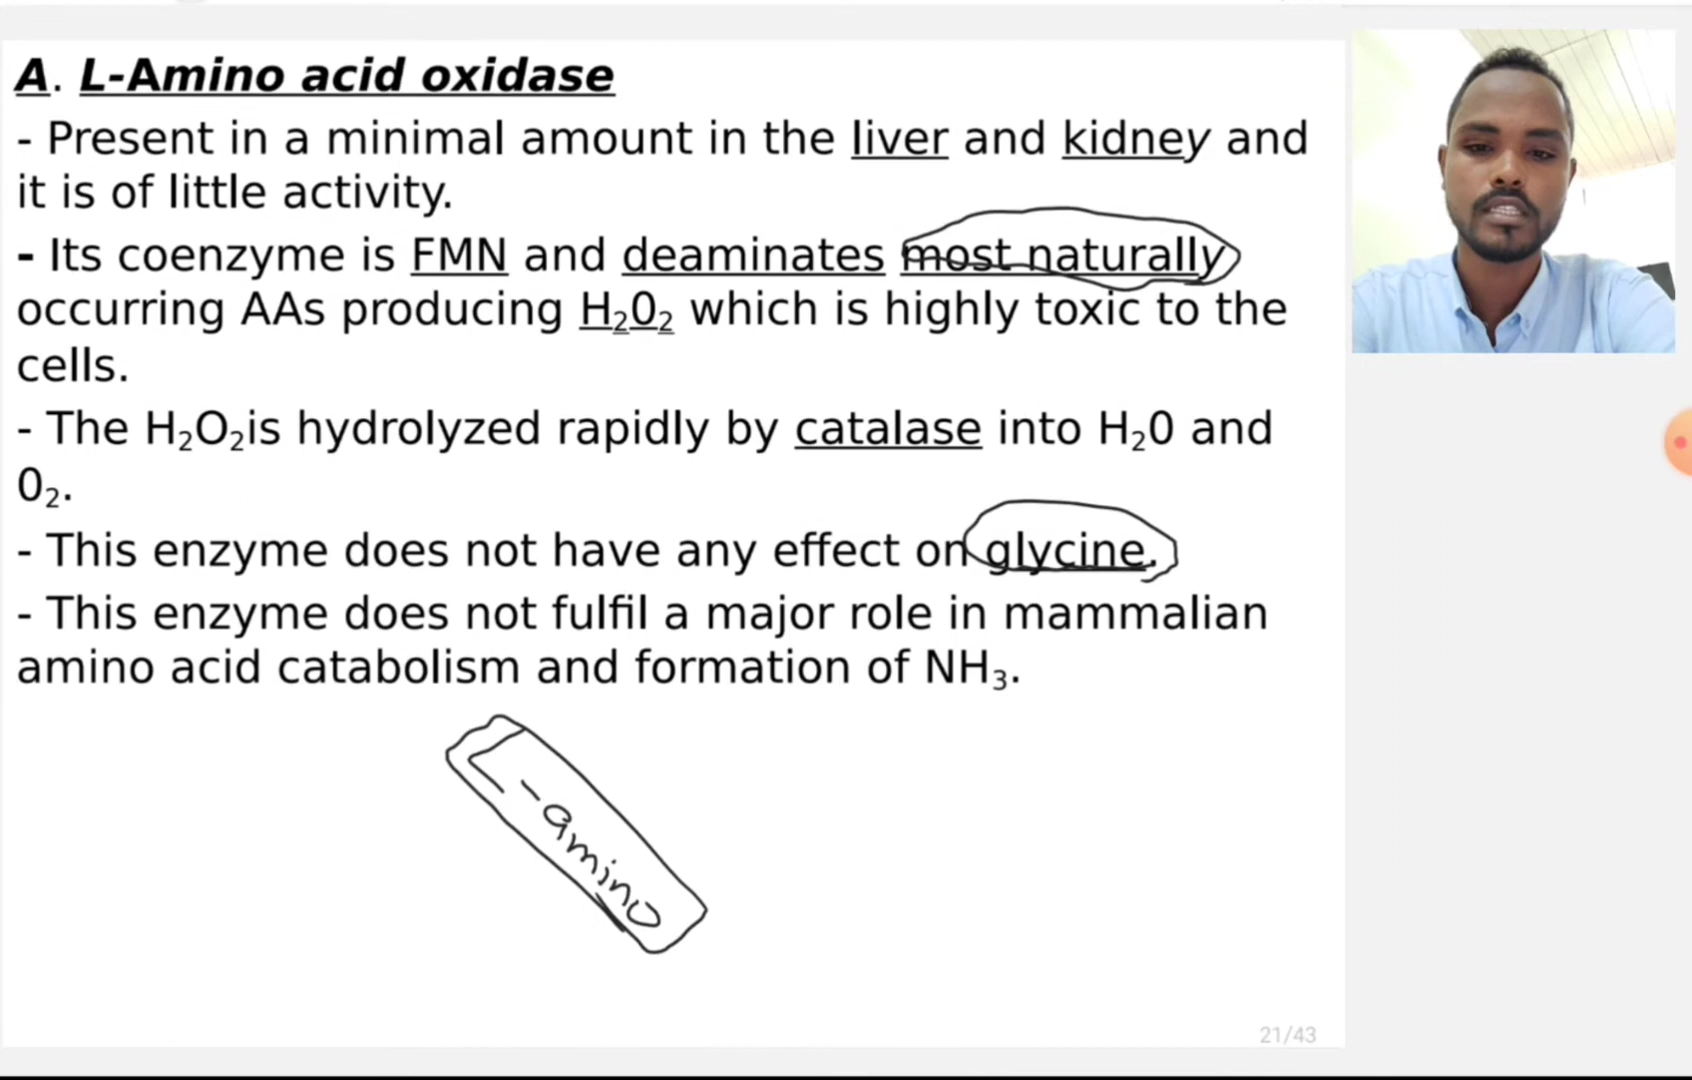 A. L-Amino acid oxidase
- Present in a minimal amount in the liver and kidney and
it is of little activity.
- Its coenzyme is FMN and deaminates most naturally
occurring AAs producing H₂0₂ which is highly toxic to the
cells.
- The H₂O₂is hydrolyzed rapidly by catalase into H₂0 and
0₂.
- This enzyme does not have any effect on glycine.
- This enzyme does not fulfil a major role in mammalian
amino acid catabolism and formation of NH₃.
L-amino
21/43